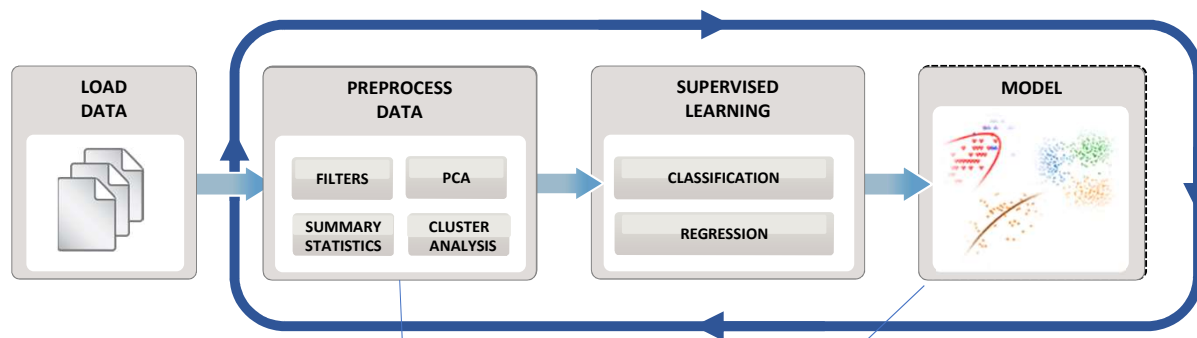 LOAD
DATA
PREPROCESS
DATA
FILTERS
PCA
SUMMARY
STATISTICS
CLUSTER
ANALYSIS
SUPERVISED
LEARNING
CLASSIFICATION
REGRESSION
MODEL